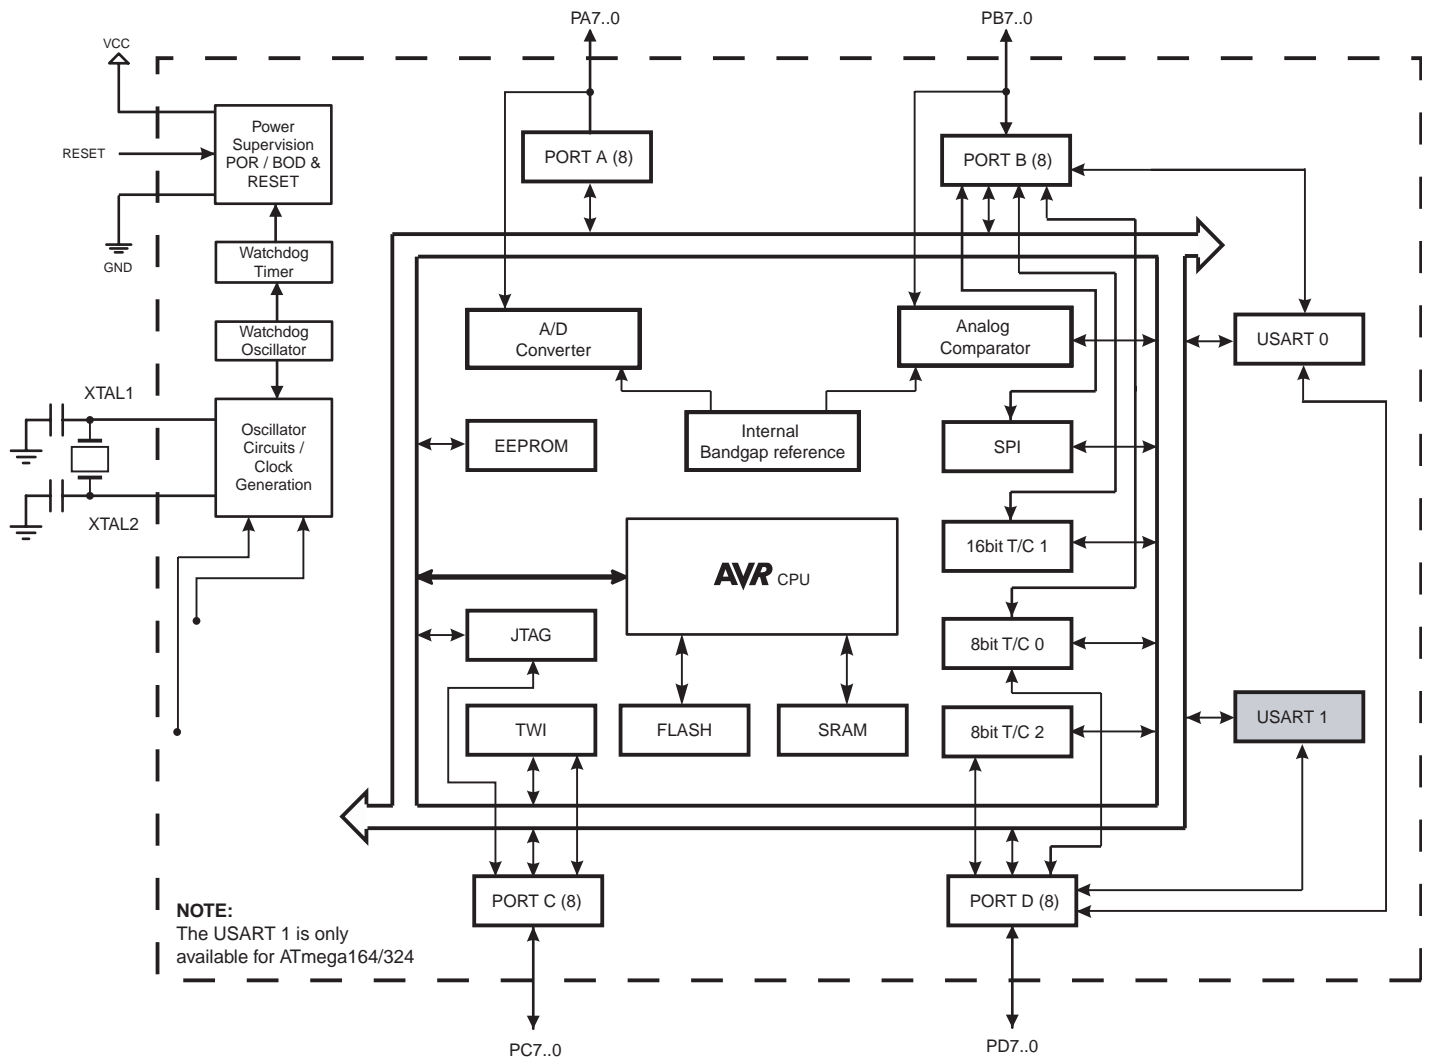 PA7..0
PB7..0
VCC
Power
Supervision
POR / BOD &
RESET
RESET
GND
PORT A (8)
PORT B (8)
Watchdog
Timer
Watchdog
Oscillator
A/D
Converter
Analog
Comparator
USART 0
XTAL1
Oscillator
Circuits /
Clock
Generation
XTAL2
EEPROM
Internal
Bandgap reference
SPI
16bit T/C 1
AVR CPU
JTAG
8bit T/C 0
TWI
FLASH
SRAM
8bit T/C 2
USART 1
PORT C (8)
PORT D (8)
NOTE:
The USART 1 is only
available for ATmega164/324
PC7..0
PD7..0